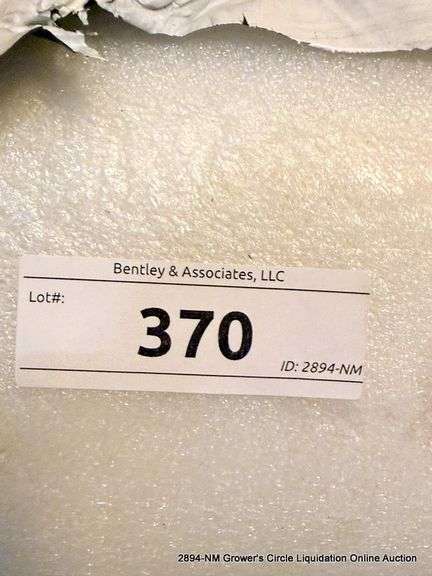 Bentley & Associates, LLC
Lot#:
370
ID: 2894-NM
2894-NM Grower's Circle Liquidation Online Auction